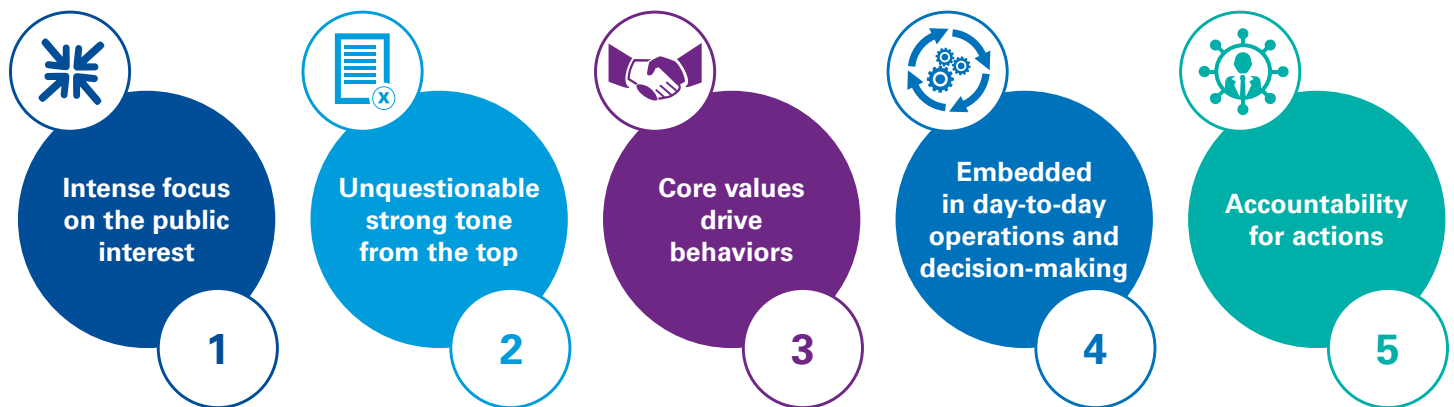 Intense focus
on the public
interest
1
Unquestionable
strong tone
from the top
X
2
Core values
drive
behaviors
3
Embedded
in day-to-day
operations and
decision-making
4
Accountability
for actions
5